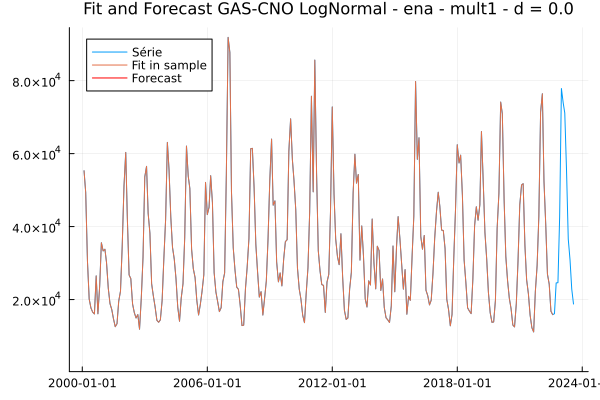 Fit and Forecast GAS-CNO LogNormal - ena - mult1 - d = 0.0
Série
Fit in sample
Forecast
8.0×10⁴
6.0×10⁴
4.0×10⁴
2.0×10⁴
2000-01-01 2006-01-01 2012-01-01 2018-01-01 2024-01-